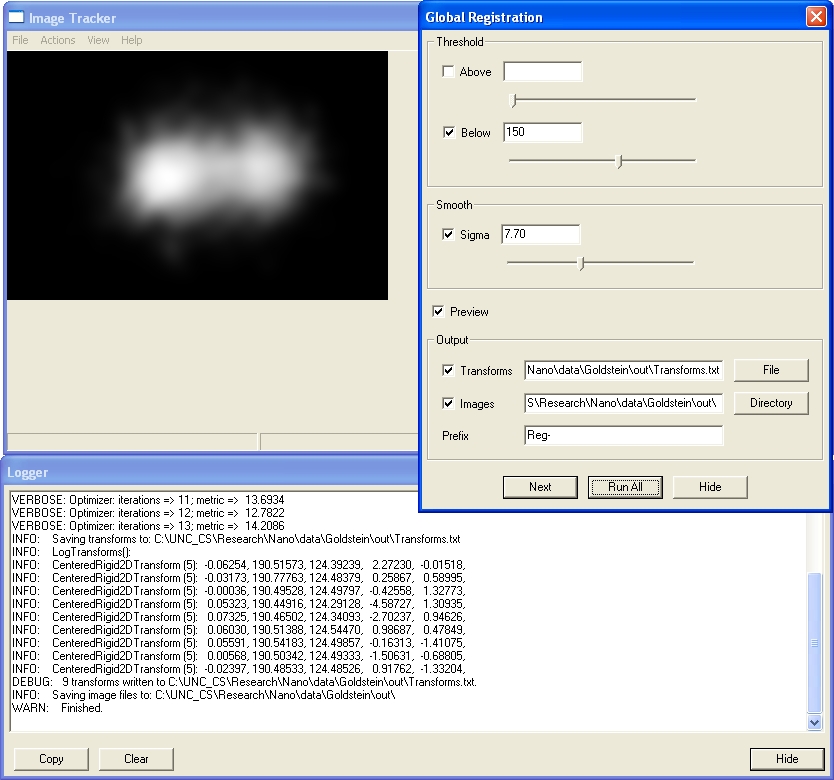 Image Tracker
File Actions View Help
Global Registration
Threshold
Above
Below 150
Smooth
Sigma 7.70
Preview
Output
Transforms Nano\data\Goldstein\out\Transforms.txt File
Images S\Research\Nano\data\Goldstein\out\ Directory
Prefix Reg-
Next Run All Hide
Logger
VERBOSE: Optimizer: iterations => 11; metric => 13.6934
VERBOSE: Optimizer: iterations => 12; metric => 12.7822
VERBOSE: Optimizer: iterations => 13; metric => 14.2086
INFO: Saving transforms to: C:\UNC_CS\Research\Nano\data\Goldstein\out\Transforms.txt
INFO: LogTransforms():
INFO: CenteredRigid2DTransform (5): -0.06254, 190.51573, 124.39239, 2.27230, -0.01518,
INFO: CenteredRigid2DTransform (5): -0.03173, 190.77763, 124.48379, 0.25867, 0.58995,
INFO: CenteredRigid2DTransform (5): -0.00036, 190.49528, 124.49797, -0.42558, 1.32773,
INFO: CenteredRigid2DTransform (5): 0.05323, 190.44916, 124.29128, -4.58727, 1.30935,
INFO: CenteredRigid2DTransform (5): 0.07325, 190.46502, 124.34093, -2.70237, 0.94626,
INFO: CenteredRigid2DTransform (5): 0.06030, 190.51388, 124.54470, 0.98687, 0.47849,
INFO: CenteredRigid2DTransform (5): 0.05591, 190.54183, 124.49857, -0.16313, -1.41075,
INFO: CenteredRigid2DTransform (5): 0.00568, 190.50342, 124.49333, -1.50631, -0.68805,
INFO: CenteredRigid2DTransform (5): -0.02397, 190.48533, 124.48526, 0.91762, -1.33204,
DEBUG: 9 transforms written to C:\UNC_CS\Research\Nano\data\Goldstein\out\Transforms.txt.
INFO: Saving image files to: C:\UNC_CS\Research\Nano\data\Goldstein\out\
WARN: Finished.
Copy Clear Hide